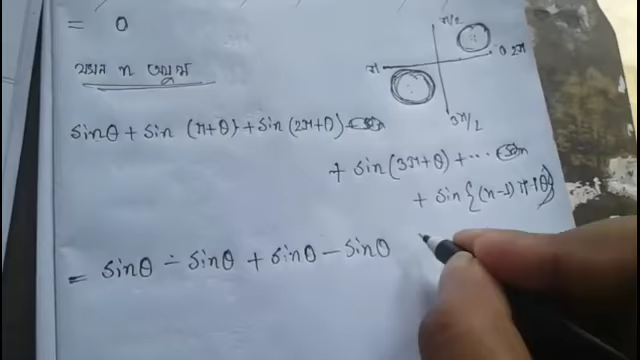 = 0
π/2
0 2π
π
3π/2
যখন n অযুগ্ম
sinθ + sin (π+θ) + sin (2π+θ)
+ sin (3π+θ) + ...
+ sin {(n-1)π+θ}
= sinθ - sinθ + sinθ - sinθ